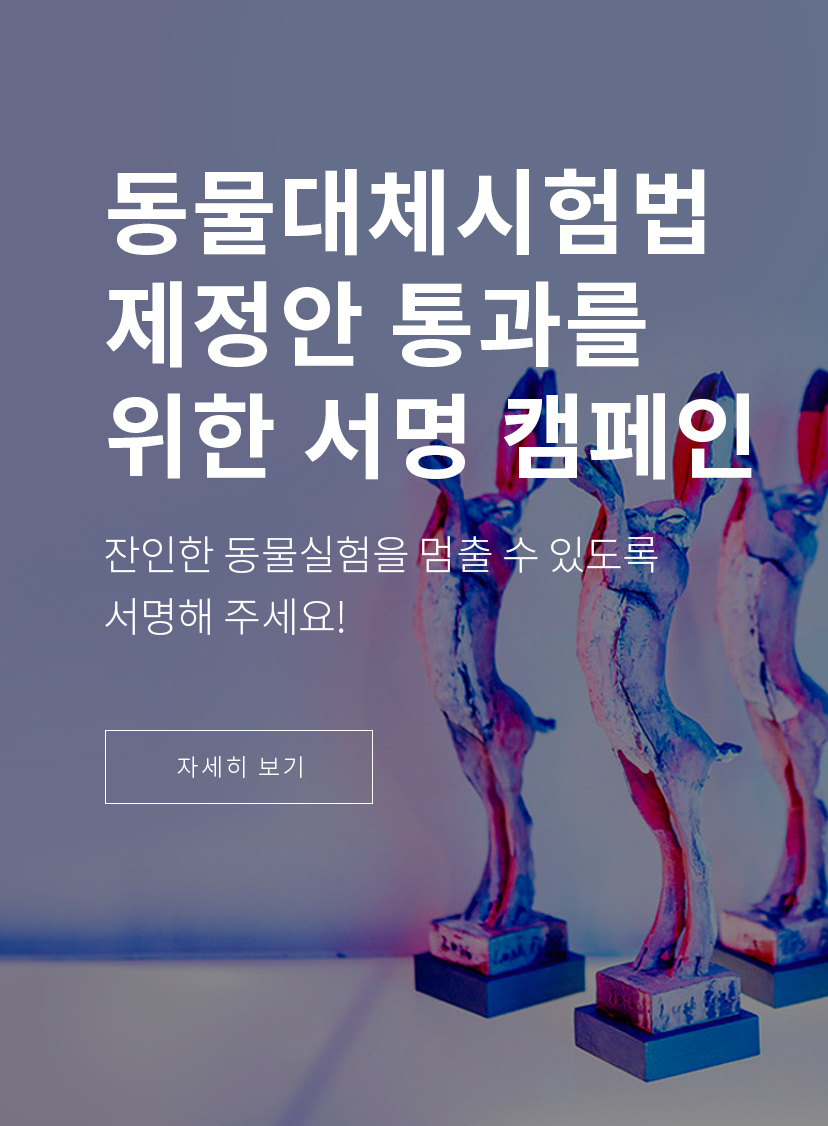 동물대체시험법
제정안 통과를
위한 서명 캠페인
잔인한 동물실험을 멈출 수 있도록
서명해 주세요!
자세히 보기